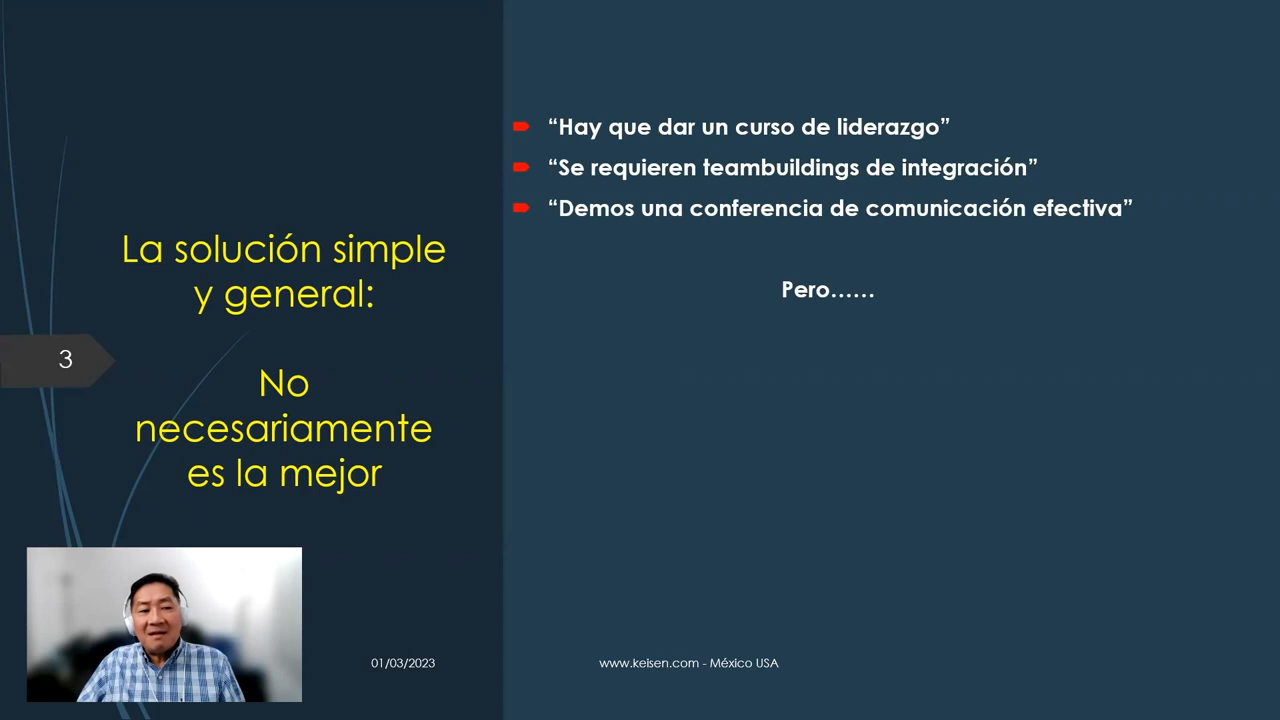 La solución simple
y general:
No
necesariamente
es la mejor
3
“Hay que dar un curso de liderazgo”
“Se requieren teambuildings de integración”
“Demos una conferencia de comunicación efectiva”
Pero......
01/03/2023
www.keisen.com - México USA